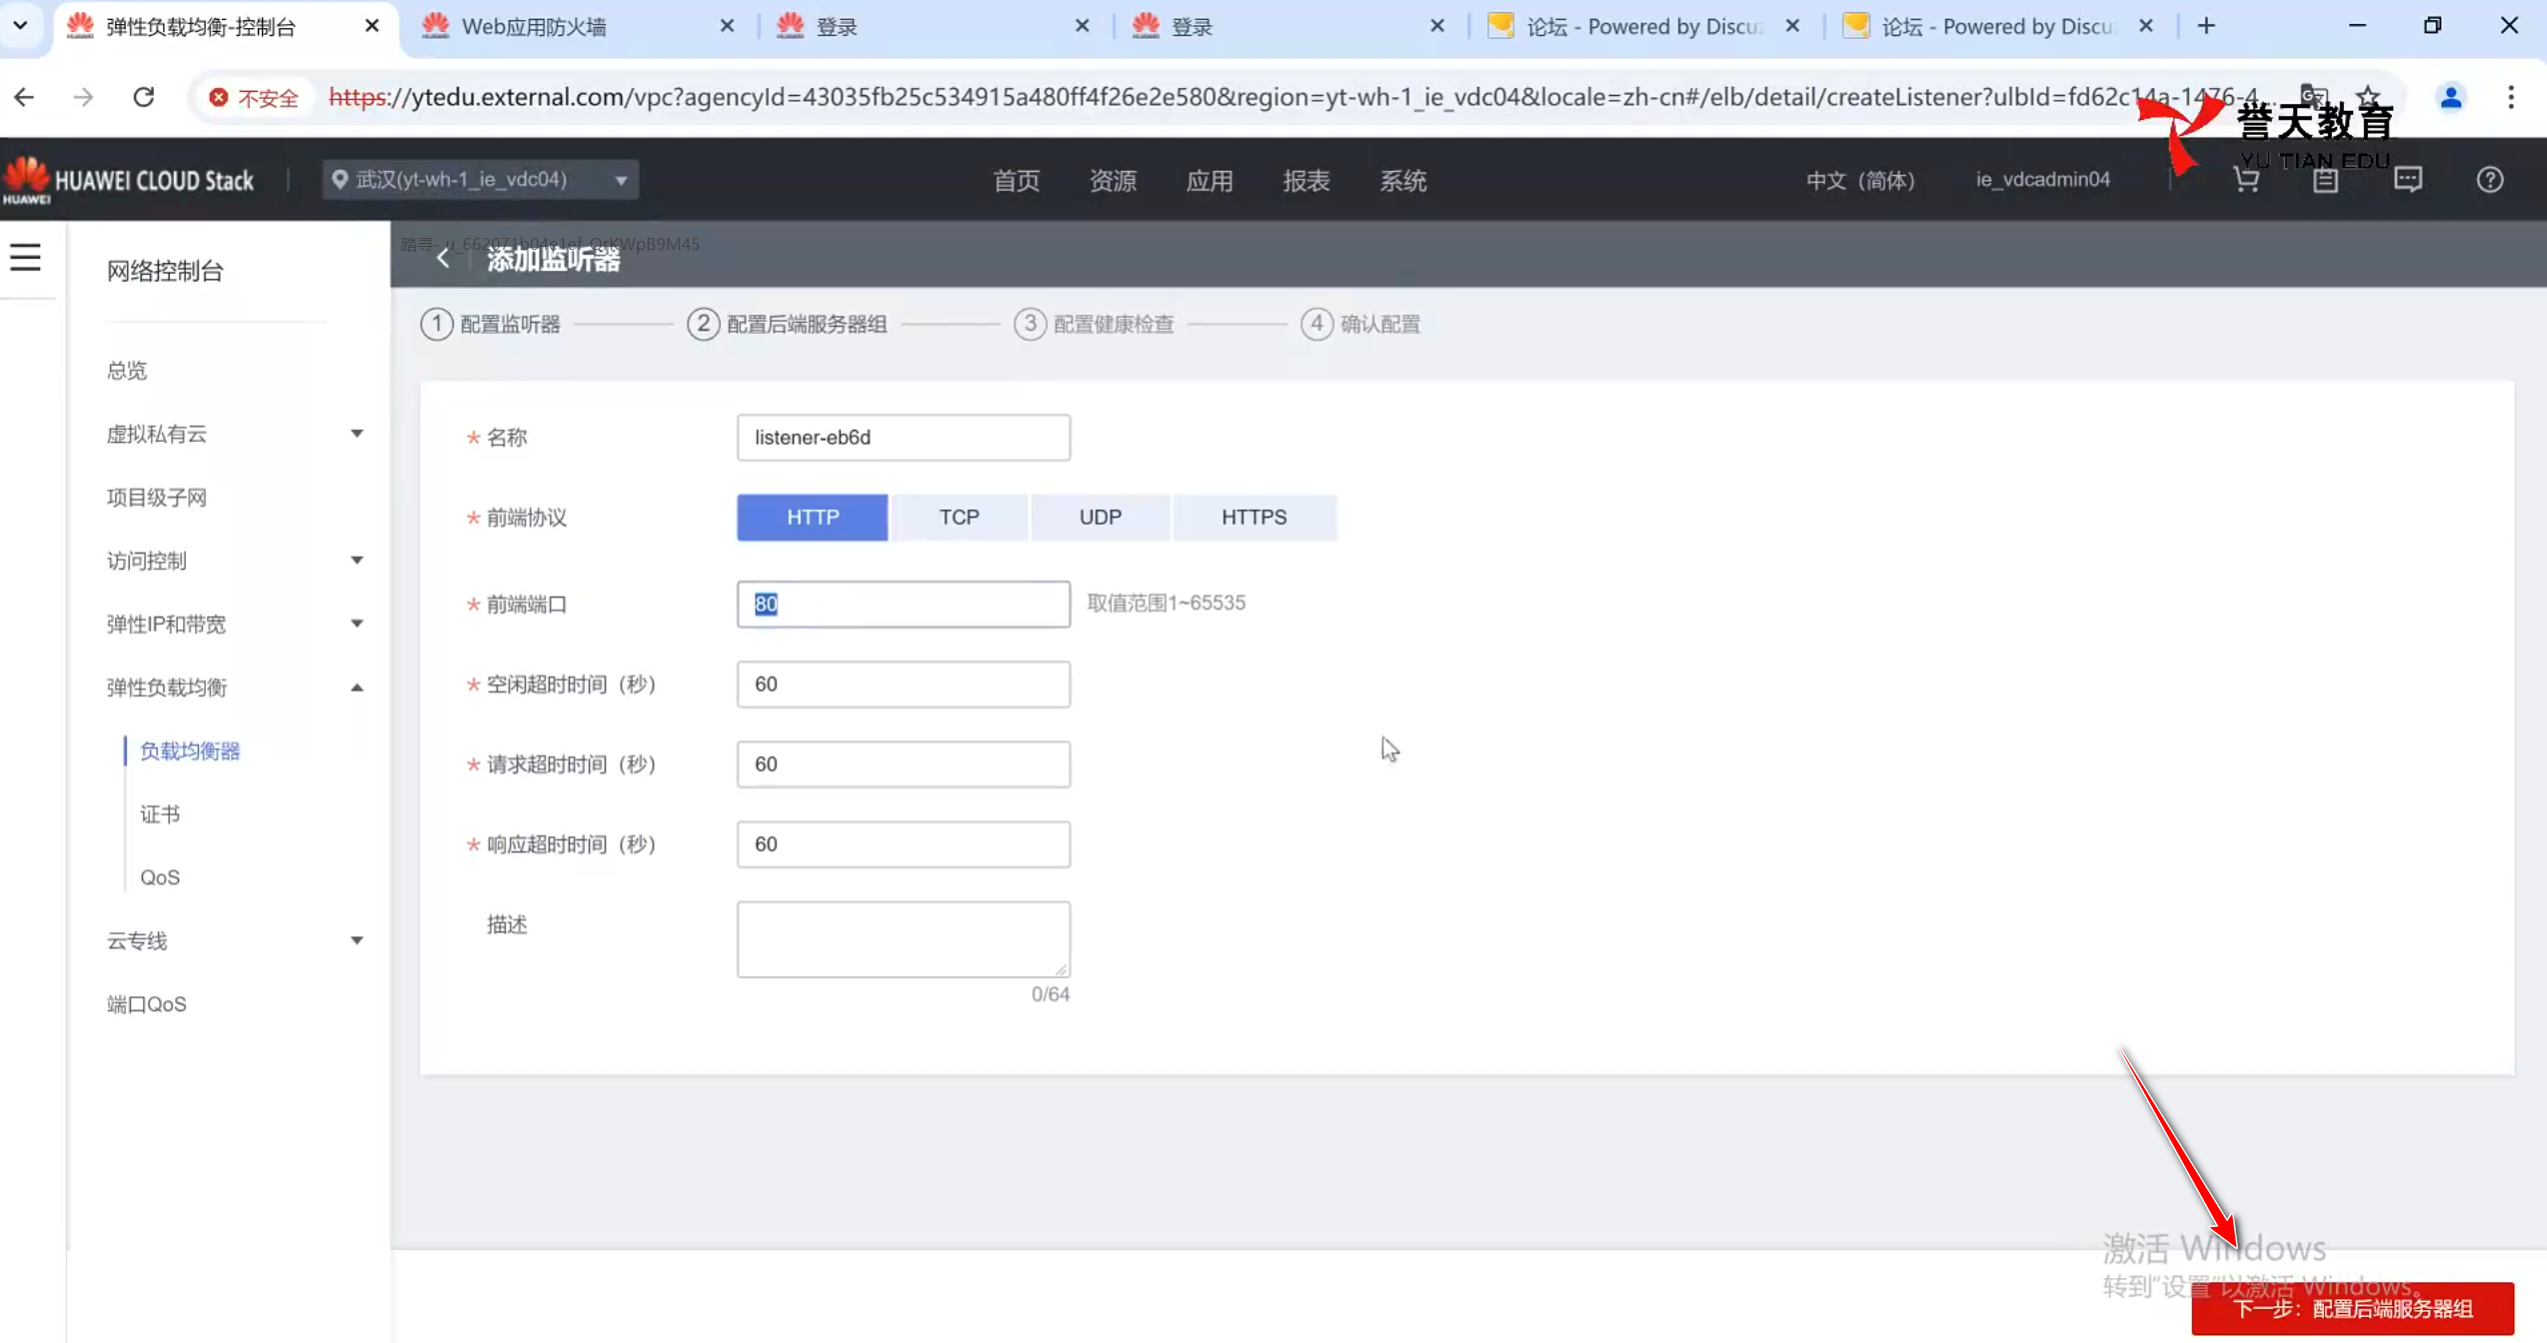 弹性负载均衡-控制台
Web应用防火墙
登录
登录
论坛 - Powered by Discuz
论坛 - Powered by Discu
不安全
https://ytedu.external.com/vpc?agencyId=43035fb25c534915a480ff4f26e2e580&region=yt-wh-1_ie_vdc04&locale=zh-cn#/elb/detail/createListener?ulbId=fd62c14a-1476-4...
誉天教育
YU TIAN EDU
HUAWEI
HUAWEI CLOUD Stack
武汉(yt-wh-1_ie_vdc04)
首页
资源
应用
报表
系统
中文（简体）
ie_vdcadmin04
踏寻-u_662071b04e1ef_QrKWpB9M45
添加监听器
网络控制台
总览
虚拟私有云
项目级子网
访问控制
弹性IP和带宽
弹性负载均衡
负载均衡器
证书
QoS
云专线
端口QoS
1 配置监听器
2 配置后端服务器组
3 配置健康检查
4 确认配置
* 名称
listener-eb6d
* 前端协议
HTTP
TCP
UDP
HTTPS
* 前端端口
80
取值范围1~65535
* 空闲超时时间（秒）
60
* 请求超时时间（秒）
60
* 响应超时时间（秒）
60
描述
0/64
激活 Windows
转到"设置"以激活 Windows。
下一步：配置后端服务器组